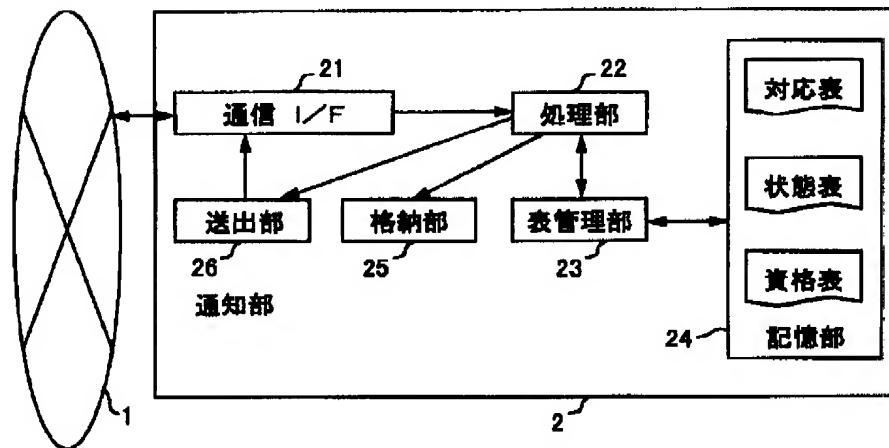 21
22
通信 I/F
処理部
対応表
状態表
送出部
格納部
表管理部
26
25
23
資格表
通知部
24
記憶部
1
2